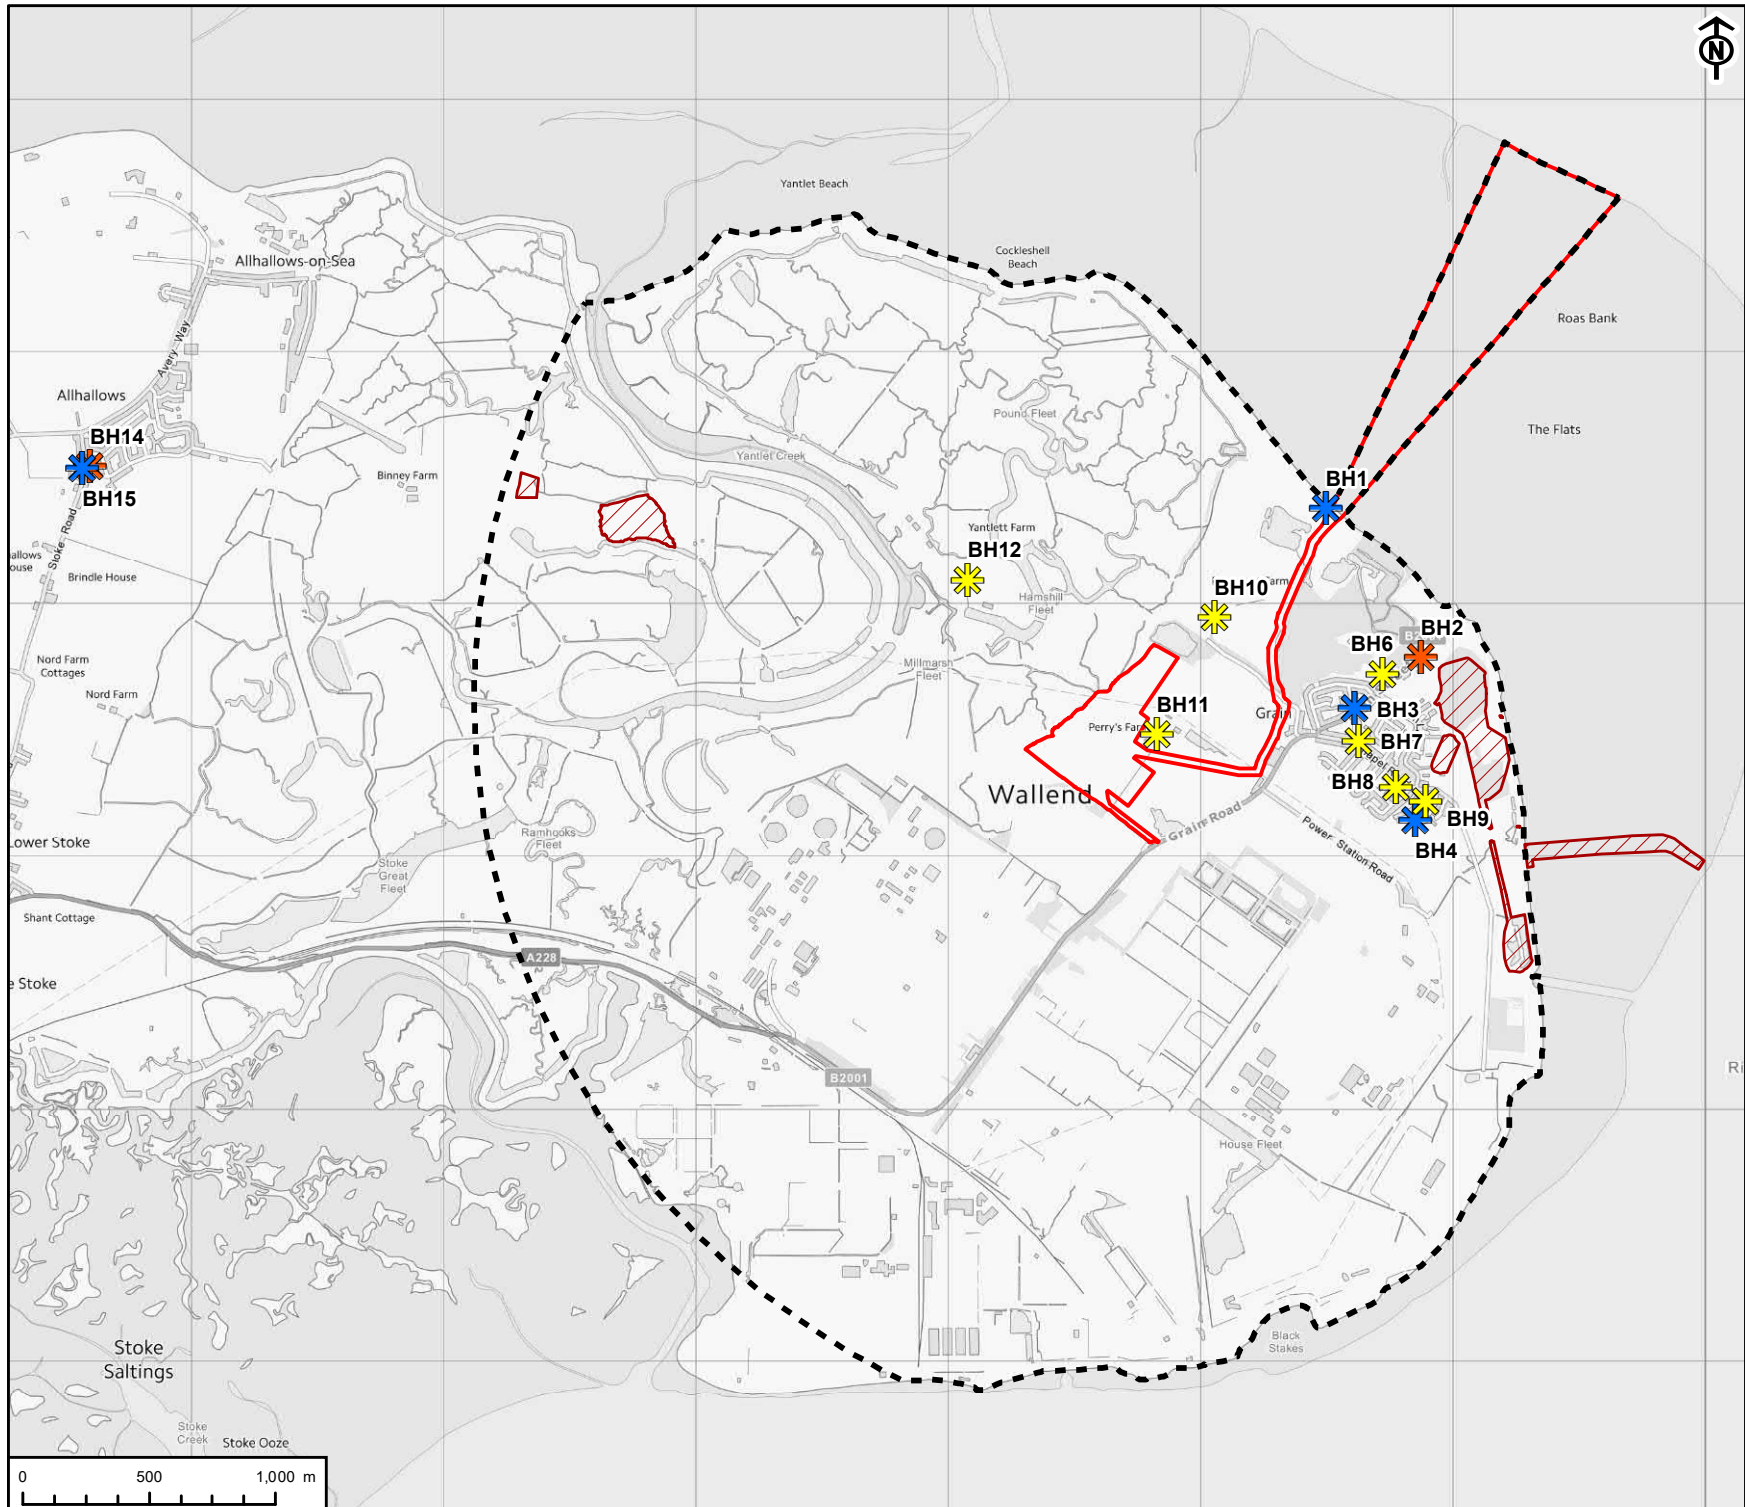 N
Yantlet Beach
Cockleshell
Beach
Allhallows-on-Sea
Roas Bank
Avery Way
Allhallows
Pound Fleet
The Flats
BH14
Yantlet Creek
Binney Farm
BH1
BH15
Stoke Road
Yantlett Farm
BH12
Brindle House
Farm
BH10
Hamshill
Fleet
BH2
BH6
Nord Farm
Cottages
Millmarsh
Fleet
Nord Farm
BH11
Grain
BH3
Perry's Far
BH7
BH8
Wallend
BH9
Grain Road
Power Station Road
Ramhooks
Fleet
Lower Stoke
BH4
Stoke
Great
Fleet
Shant Cottage
A228
e Stoke
Ri
B2001
House Fleet
Black
Stakes
Stoke
Saltings
Stoke
Creek
Stoke Ooze
0 500 1,000 m